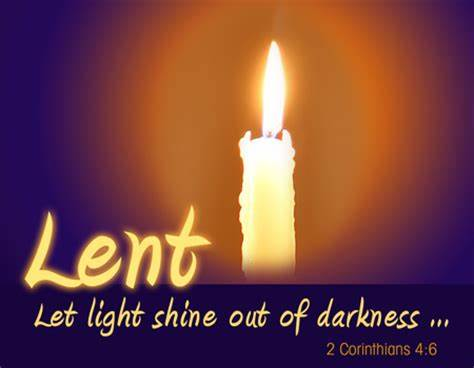 Lent
Let light shine out of darkness ...
2 Corinthians 4:6